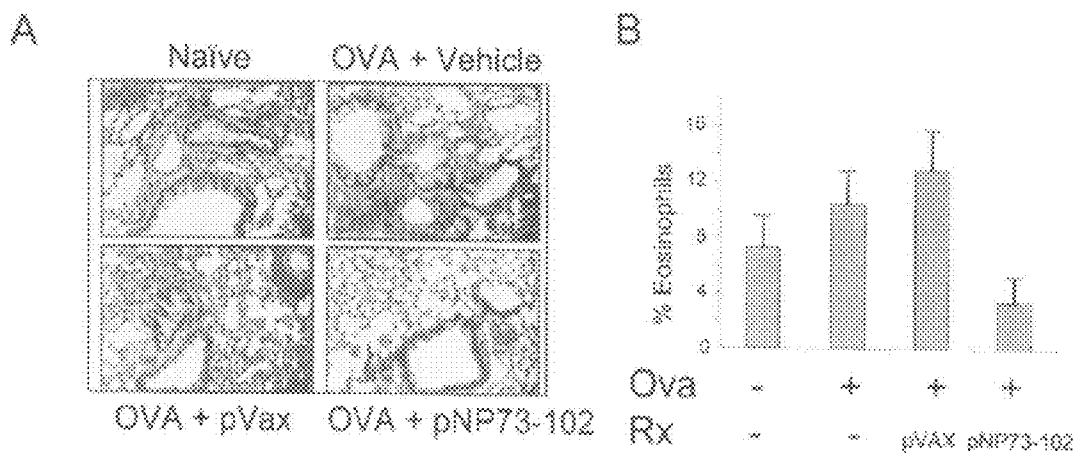 A
B
Naïve
OVA + Vehicle
OVA + pVax
OVA + pNP73-102
% Eosinophils
16
12
8
4
0
Ova - + + +
Rx - - pVAX pNP73-102